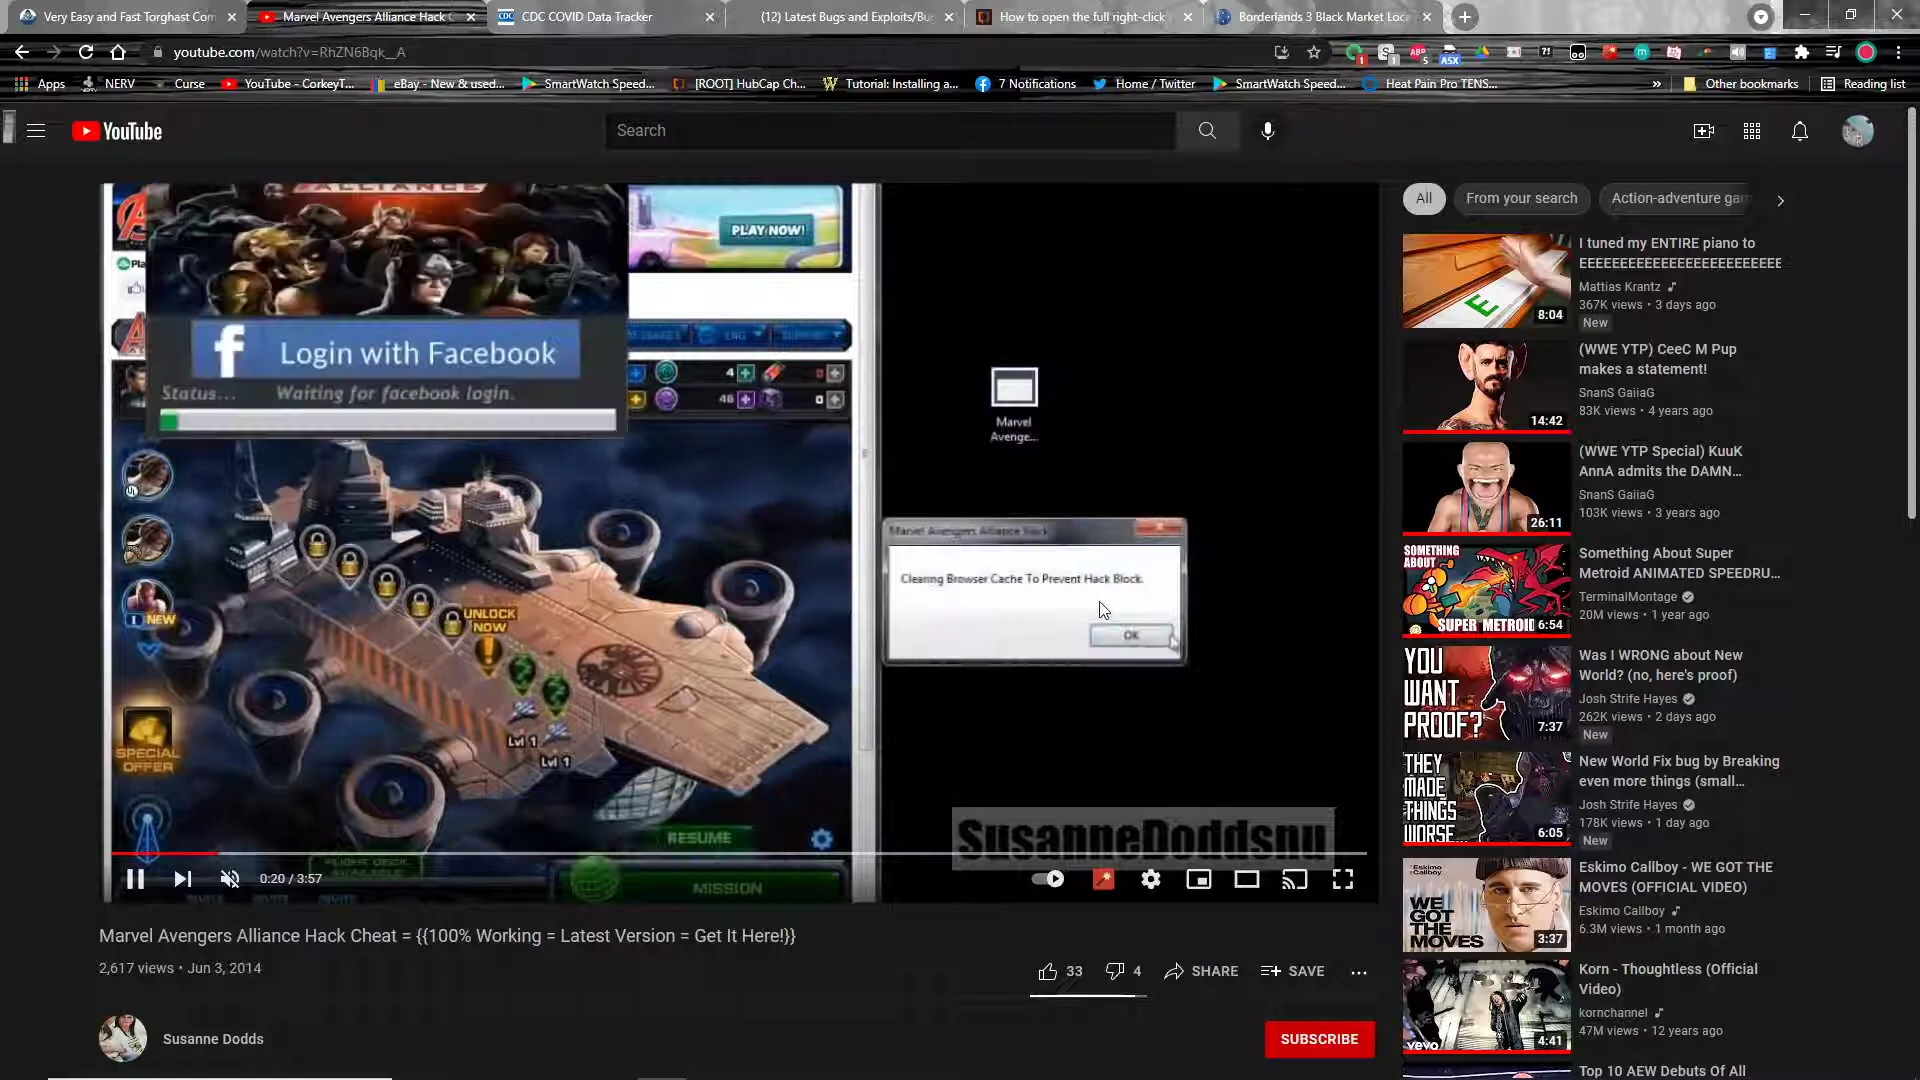 Very Easy and Fast Torghast Com
Marvel Avengers Alliance Hack C
CDC COVID Data Tracker
(12) Latest Bugs and Exploits/Bu
How to open the full right-click
Borderlands 3 Black Market Loc
youtube.com/watch?v=RhZN6Bqk__A
Apps
NERV
Curse
YouTube - CorkeyT...
eBay - New & used...
SmartWatch Speed...
[ROOT] HubCap Ch...
Tutorial: Installing a...
7 Notifications
Home / Twitter
SmartWatch Speed...
Heat Pain Pro TENS...
Other bookmarks
Reading list
YouTube
Search
ALLIANCE
PLAY NOW!
Login with Facebook
Status... Waiting for facebook login.
ENG
4
0
UNLOCK
NOW
NEW
SPECIAL
OFFER
Lvl 1
Lvl 1
RESUME
MISSION
Marvel
Avenge...
Marvel Avengers Alliance Hack
Clearing Browser Cache To Prevent Hack Block.
OK
SusanneDoddsnu
0:20 / 3:57
Marvel Avengers Alliance Hack Cheat = {{100% Working = Latest Version = Get It Here!}}
2,617 views • Jun 3, 2014
33
4
SHARE
SAVE
Susanne Dodds
SUBSCRIBE
All
From your search
Action-adventure gam
I tuned my ENTIRE piano to
EEEEEEEEEEEEEEEEEEEEEEEEE
Mattias Krantz
367K views • 3 days ago
New
8:04
(WWE YTP) CeeC M Pup
makes a statement!
SnanS GaiiaG
83K views • 4 years ago
14:42
(WWE YTP Special) KuuK
AnnA admits the DAMN...
SnanS GaiiaG
103K views • 3 years ago
26:11
SOMETHING
ABOUT
SUPER METROID
6:54
Something About Super
Metroid ANIMATED SPEEDRU...
TerminalMontage
20M views • 1 year ago
YOU
WANT
PROOF?
7:37
Was I WRONG about New
World? (no, here's proof)
Josh Strife Hayes
262K views • 2 days ago
New
THEY
MADE
THINGS
WORSE
6:05
New World Fix bug by Breaking
even more things (small...
Josh Strife Hayes
178K views • 1 day ago
New
Eskimo
Callboy
WE
GOT
THE
MOVES
3:37
Eskimo Callboy - WE GOT THE
MOVES (OFFICIAL VIDEO)
Eskimo Callboy
6.3M views • 1 month ago
vevo
4:41
Korn - Thoughtless (Official
Video)
kornchannel
47M views • 12 years ago
Top 10 AEW Debuts Of All